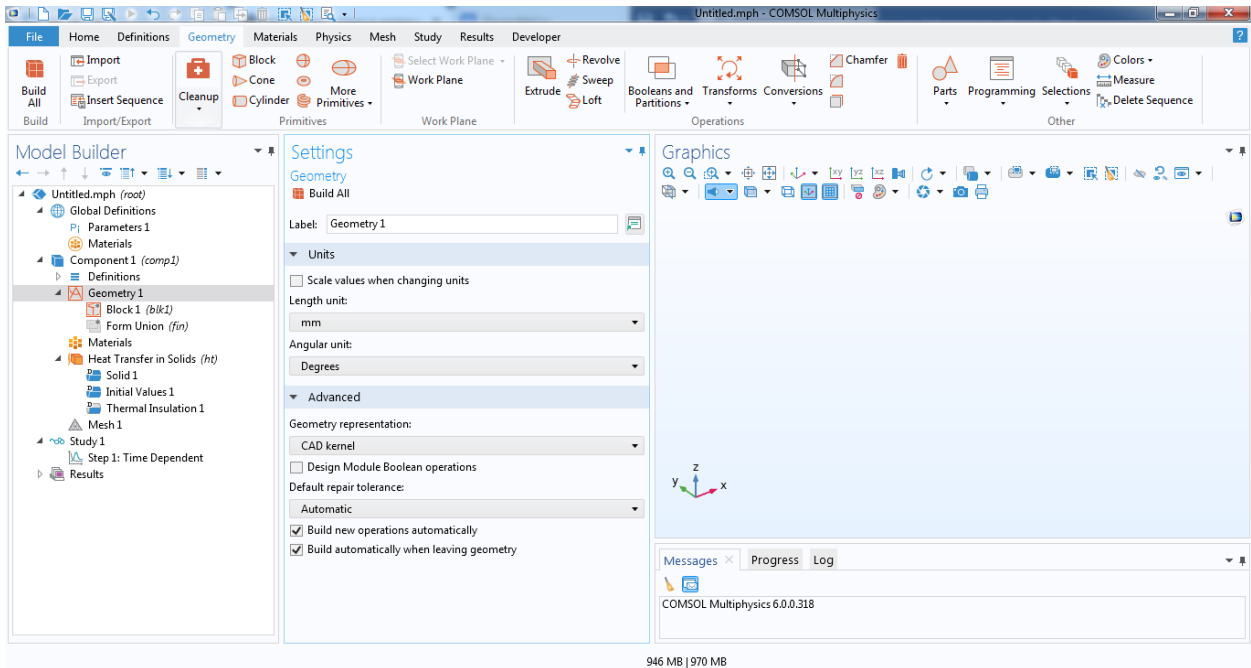 Untitled.mph - COMSOL Multiphysics
File Home Definitions Geometry Materials Physics Mesh Study Results Developer
Build All
Build
Import
Export
Insert Sequence
Import/Export
Cleanup
Block
Cone
Cylinder
More Primitives
Primitives
Select Work Plane
Work Plane
Work Plane
Extrude
Revolve
Sweep
Loft
Booleans and Partitions
Transforms
Conversions
Chamfer
Operations
Parts
Programming
Selections
Colors
Measure
Delete Sequence
Other
Model Builder
Untitled.mph (root)
Global Definitions
Pi Parameters 1
Materials
Component 1 (comp1)
Definitions
Geometry 1
Block 1 (blk1)
Form Union (fin)
Materials
Heat Transfer in Solids (ht)
Solid 1
Initial Values 1
Thermal Insulation 1
Mesh 1
Study 1
Step 1: Time Dependent
Results
Settings
Geometry
Build All
Label: Geometry 1
Units
Scale values when changing units
Length unit:
mm
Angular unit:
Degrees
Advanced
Geometry representation:
CAD kernel
Design Module Boolean operations
Default repair tolerance:
Automatic
Build new operations automatically
Build automatically when leaving geometry
Graphics
xy yz xz
z
y
x
Messages Progress Log
COMSOL Multiphysics 6.0.0.318
946 MB | 970 MB